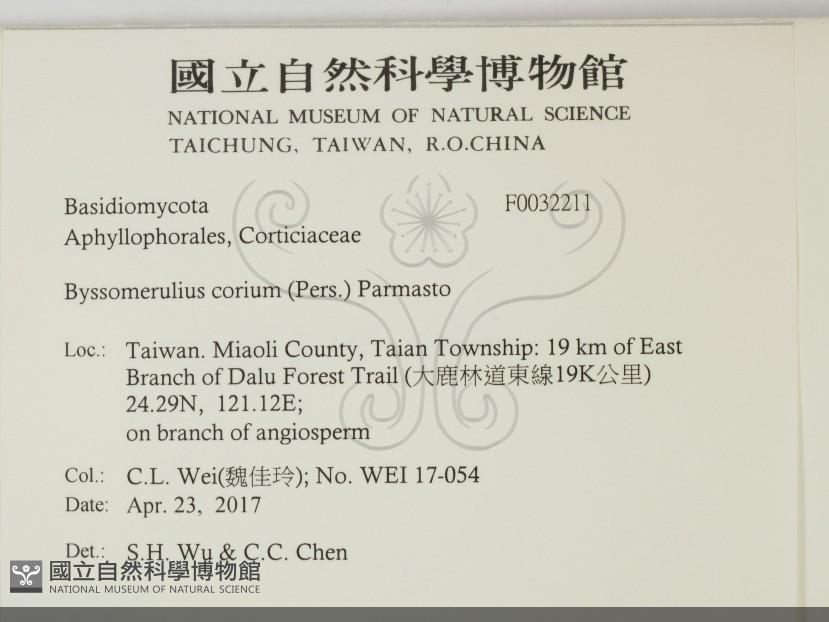 國立自然科學博物館
NATIONAL MUSEUM OF NATURAL SCIENCE
TAICHUNG, TAIWAN, R.O.CHINA
Basidiomycota F0032211
Aphyllophorales, Corticiaceae
Byssomerulius corium (Pers.) Parmasto
Loc.: Taiwan. Miaoli County, Taian Township: 19 km of East
Branch of Dalu Forest Trail (大鹿林道東線19K公里)
24.29N, 121.12E;
on branch of angiosperm
Col.: C.L. Wei(魏佳玲); No. WEI 17-054
Date: Apr. 23, 2017
Det.: S.H. Wu & C.C. Chen
國立自然科學博物館
NATIONAL MUSEUM OF NATURAL SCIENCE